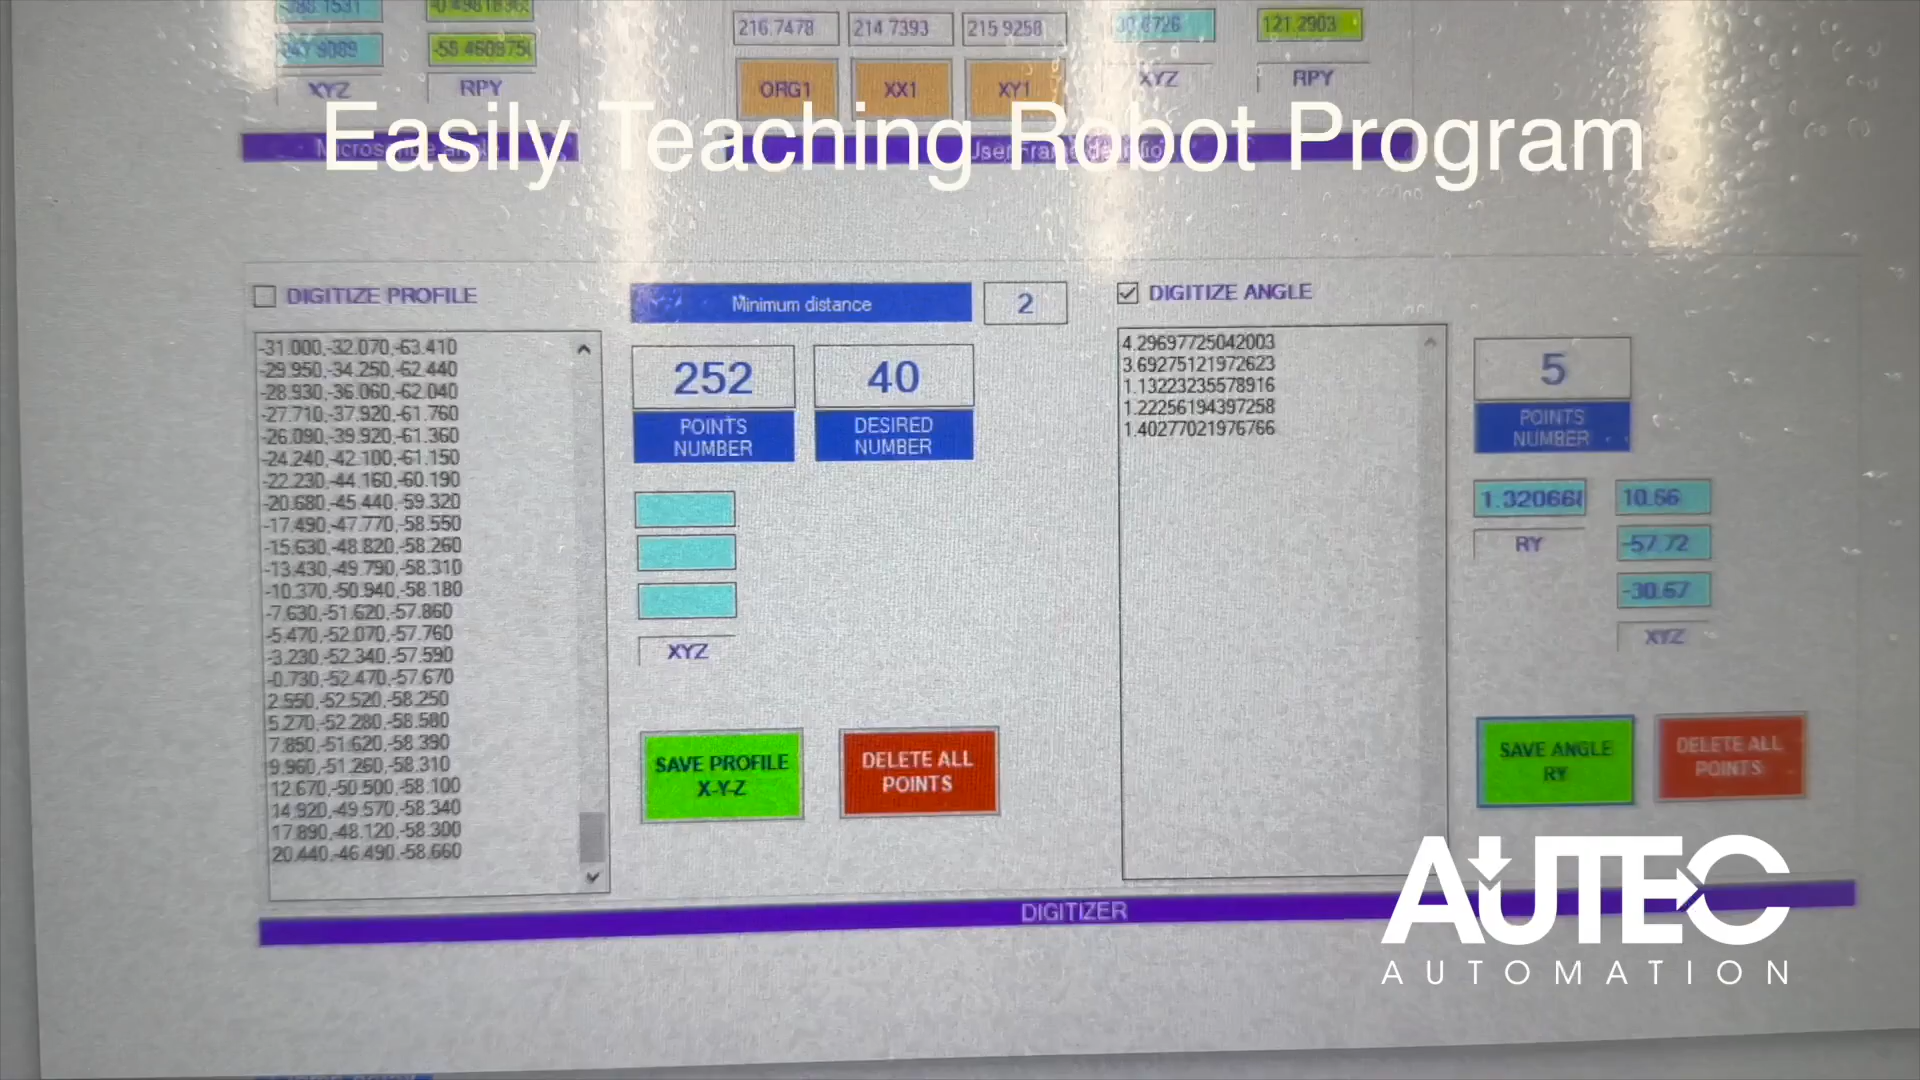 216.7478
214.7393
215.9258
121.2903
XYZ
RPY
ORG1
XX1
XY1
XYZ
RPY
Easily Teaching Robot Program
DIGITIZE PROFILE
Minimum distance
2
DIGITIZE ANGLE
-31.000,-32.070,-63.410
-29.950,-34.250,-62.440
-28.930,-36.060,-62.040
-27.710,-37.920,-61.760
-26.090,-39.920,-61.360
-24.240,-42.100,-61.150
-22.230,-44.160,-60.190
-20.680,-45.440,-59.320
-17.490,-47.770,-58.550
-15.630,-48.820,-58.260
-13.430,-49.790,-58.310
-10.370,-50.940,-58.180
-7.630,-51.620,-57.860
-5.470,-52.070,-57.760
-3.230,-52.340,-57.590
-0.730,-52.470,-57.670
2.550,-52.520,-58.250
5.270,-52.280,-58.580
7.850,-51.620,-58.390
9.960,-51.260,-58.310
12.670,-50.500,-58.100
14.920,-49.570,-58.340
17.890,-48.120,-58.300
20.440,-46.490,-58.660
252
POINTS
NUMBER
40
DESIRED
NUMBER
XYZ
SAVE PROFILE
X-Y-Z
DELETE ALL
POINTS
4.29697725042003
3.69275121972623
1.13223235578916
1.22256194397258
1.40277021976766
5
POINTS
NUMBER
1.320668
RY
10.66
-57.72
-30.67
XYZ
SAVE ANGLE
RY
DELETE ALL
POINTS
DIGITIZER
AUTEC
AUTOMATION